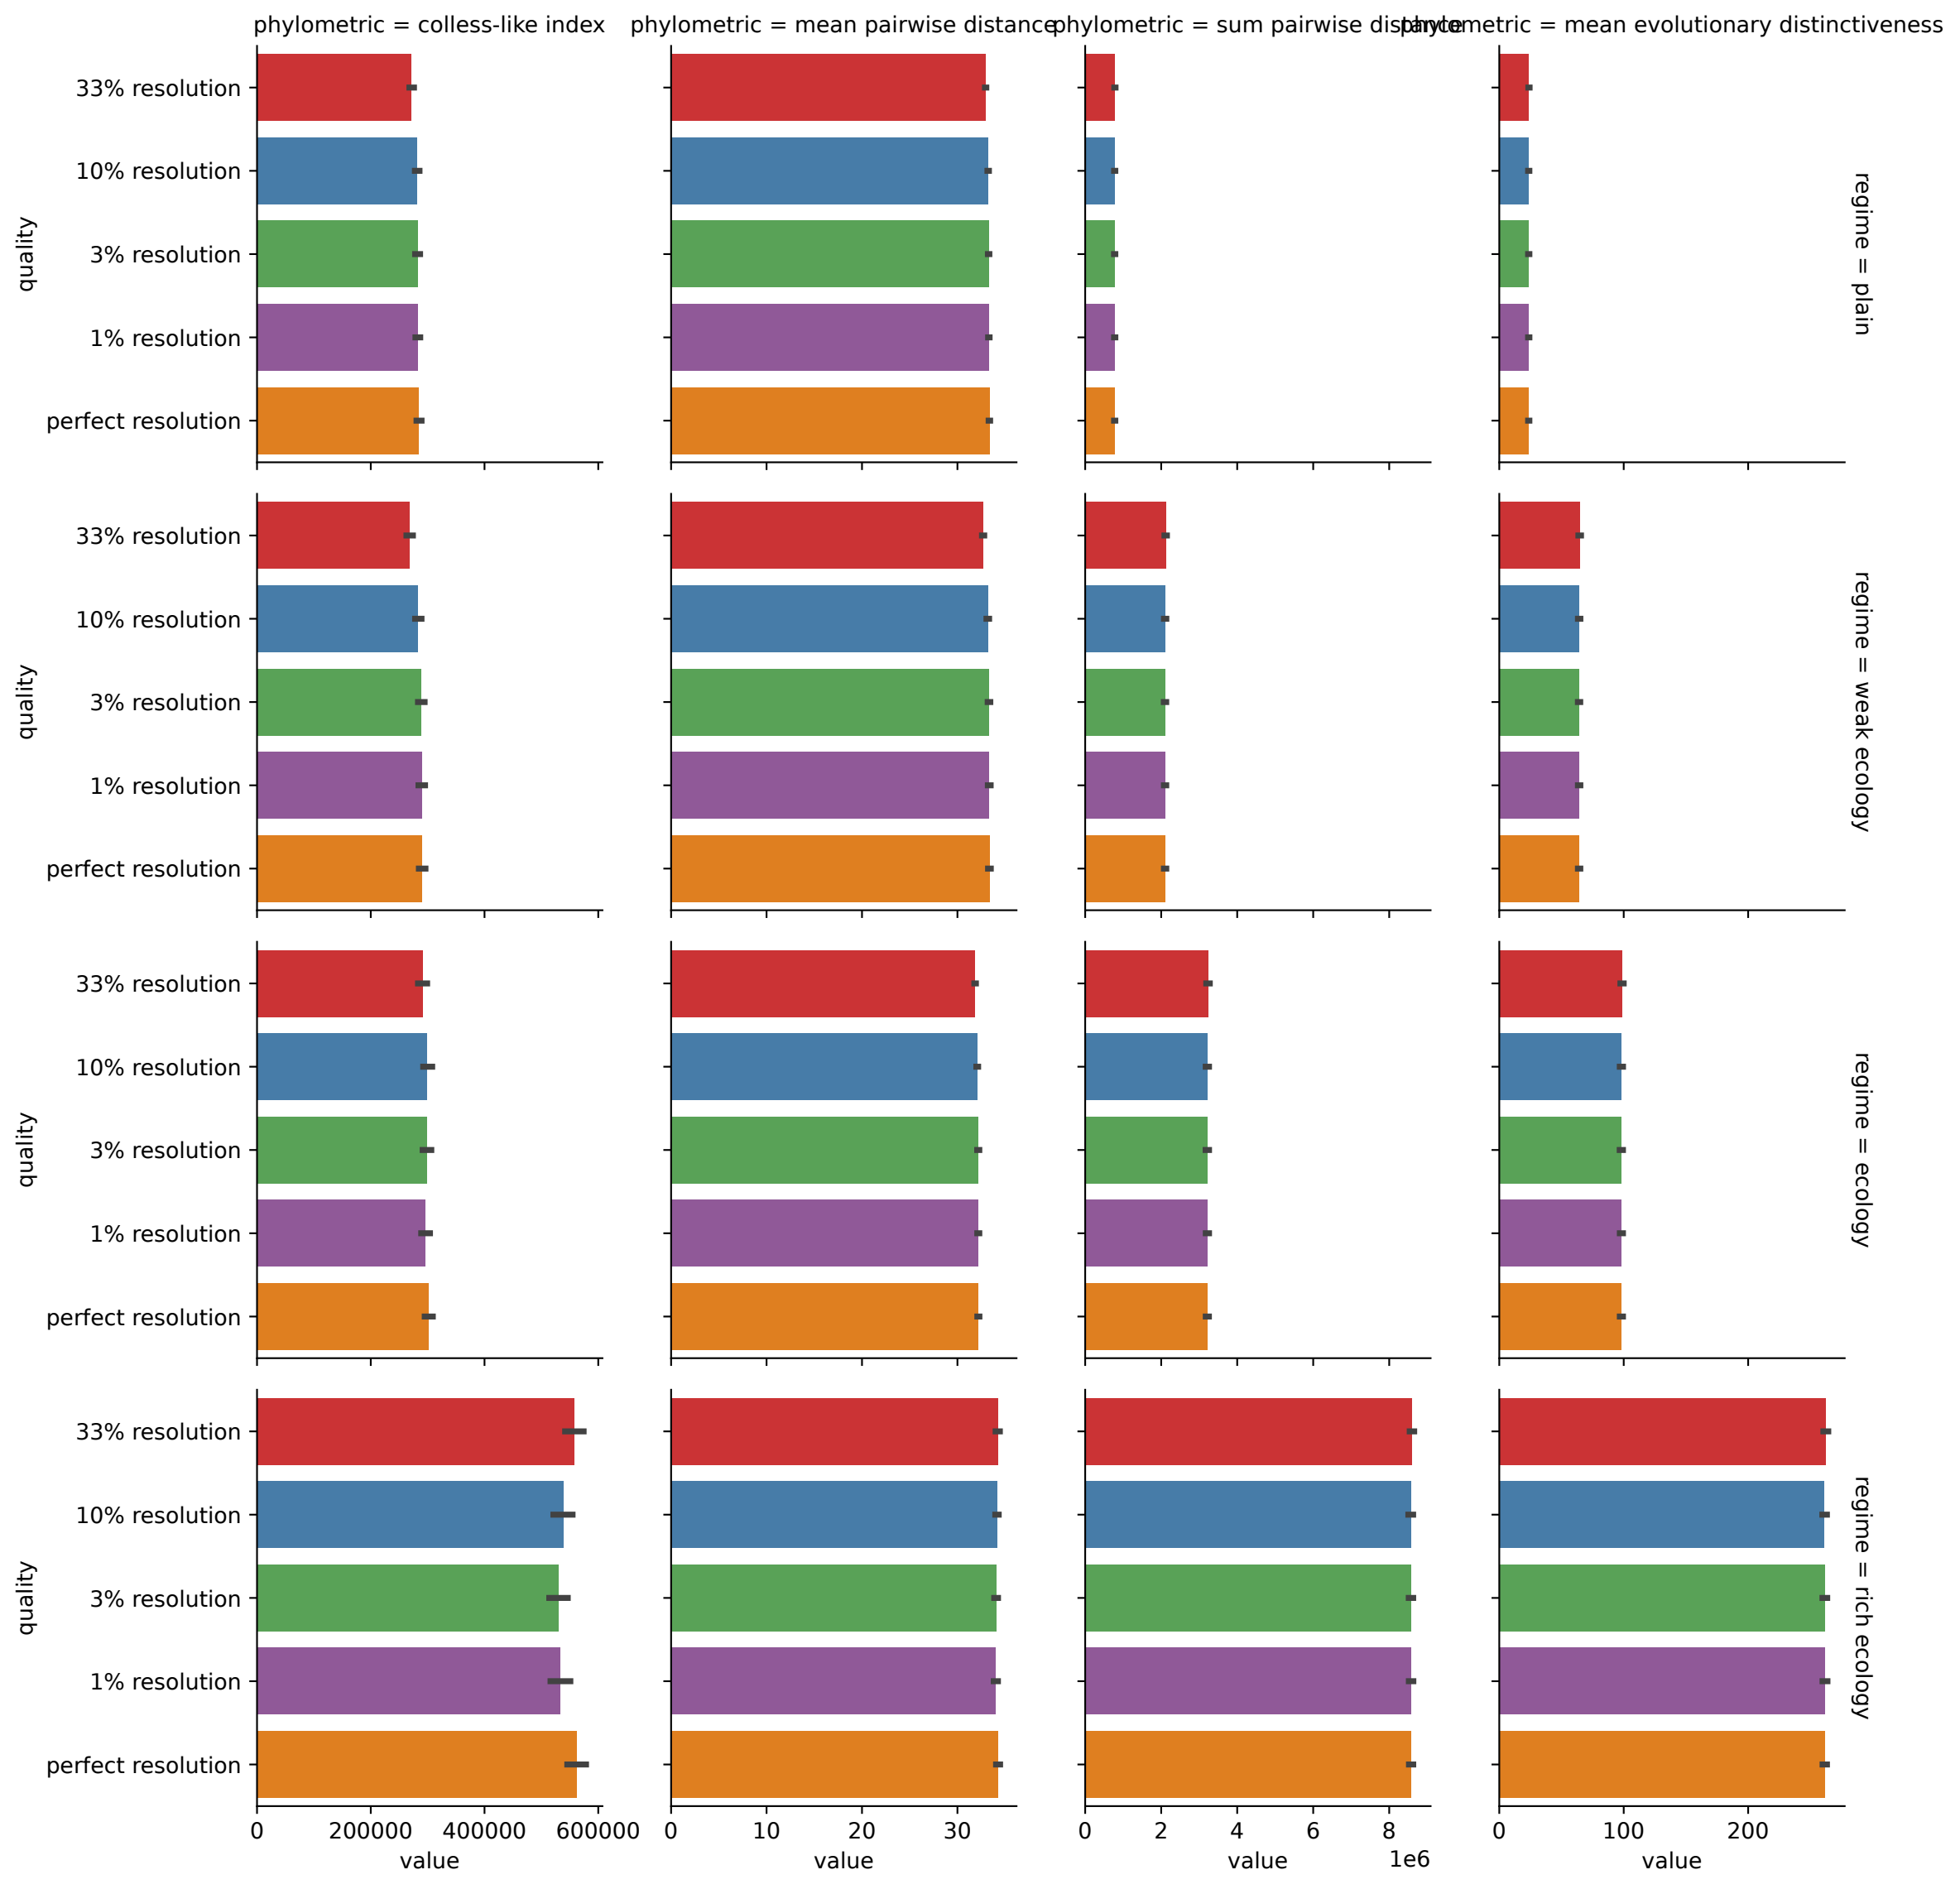 phylometric = colless-like index
phylometric = mean pairwise distance
phylometric = sum pairwise distance
phylometric = mean evolutionary distinctiveness
quality
33% resolution
10% resolution
3% resolution
1% resolution
perfect resolution
regime = plain
quality
33% resolution
10% resolution
3% resolution
1% resolution
perfect resolution
regime = weak ecology
quality
33% resolution
10% resolution
3% resolution
1% resolution
perfect resolution
regime = ecology
quality
33% resolution
10% resolution
3% resolution
1% resolution
perfect resolution
regime = rich ecology
0 200000 400000 600000
0 10 20 30
0 2 4 6 8
0 100 200
value
value
value
1e6
value